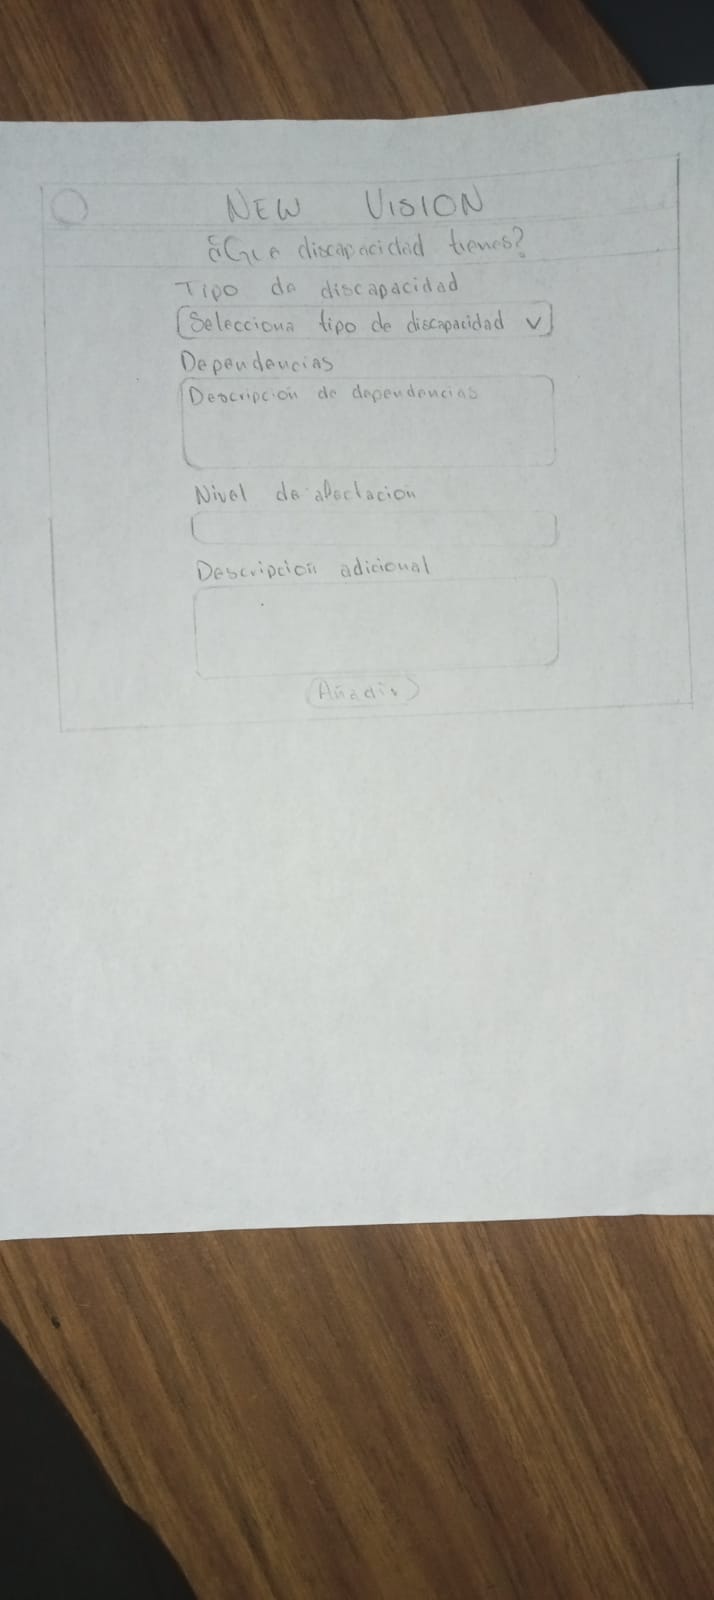 NEW VISION
¿Que discapacidad tienes?
Tipo de discapacidad
Selecciona tipo de discapacidad
Dependencias
Descripcion de dependencias
Nivel de afectacion
Descripcion adicional
Añadir